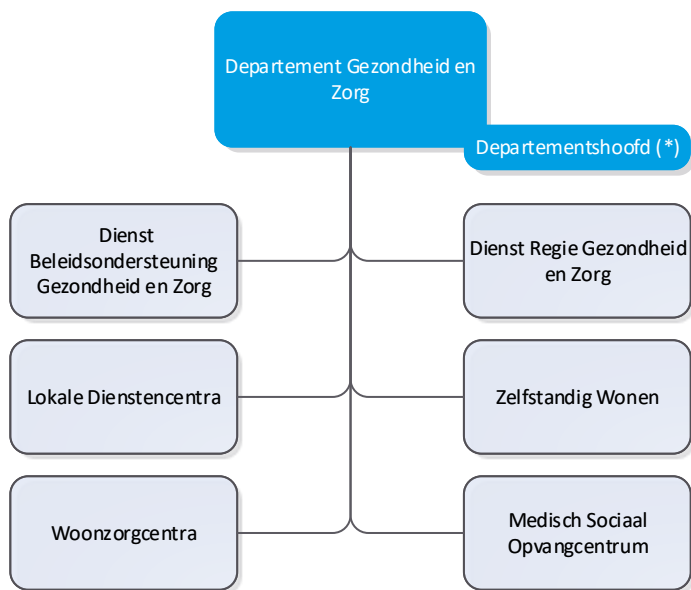 Departement Gezondheid en
Zorg
Departementshoofd (*)
Dienst
Beleidsondersteuning
Gezondheid en Zorg
Dienst Regie Gezondheid
en Zorg
Lokale Dienstencentra
Zelfstandig Wonen
Woonzorgcentra
Medisch Sociaal
Opvangcentrum